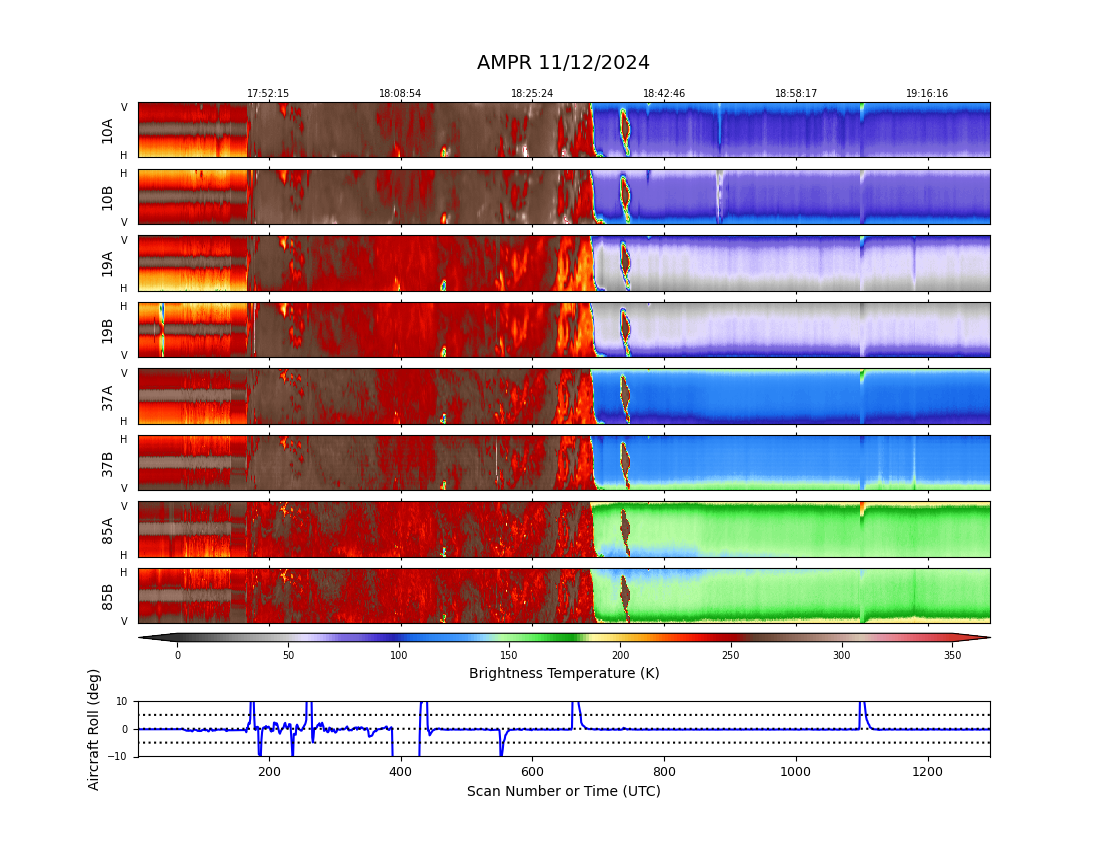 AMPR 11/12/2024
17:52:15 18:08:54 18:25:24 18:42:46 18:58:17 19:16:16
V
10A
H
H
10B
V
V
19A
H
H
19B
V
V
37A
H
H
37B
V
V
85A
H
H
85B
V
0 50 100 150 200 250 300 350
Brightness Temperature (K)
Aircraft Roll (deg)
10
0
−10
200 400 600 800 1000 1200
Scan Number or Time (UTC)